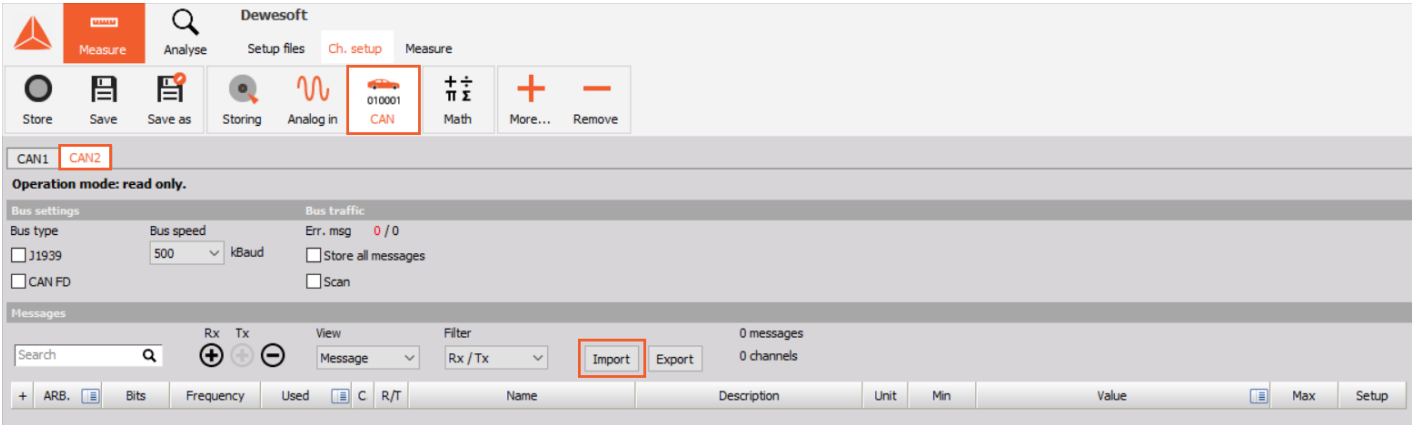 Dewesoft
Measure Analyse Setup files Ch. setup Measure
010001
+ ÷
π Σ
Store Save Save as Storing Analog in CAN Math More... Remove
CAN1 CAN2
Operation mode: read only.
Bus settings Bus traffic
Bus type Bus speed Err. msg 0 / 0
J1939 500 kBaud Store all messages
CAN FD Scan
Messages
Rx Tx View Filter 0 messages
Search Message Rx / Tx Import Export 0 channels
+ ARB. Bits Frequency Used C R/T Name Description Unit Min Value Max Setup